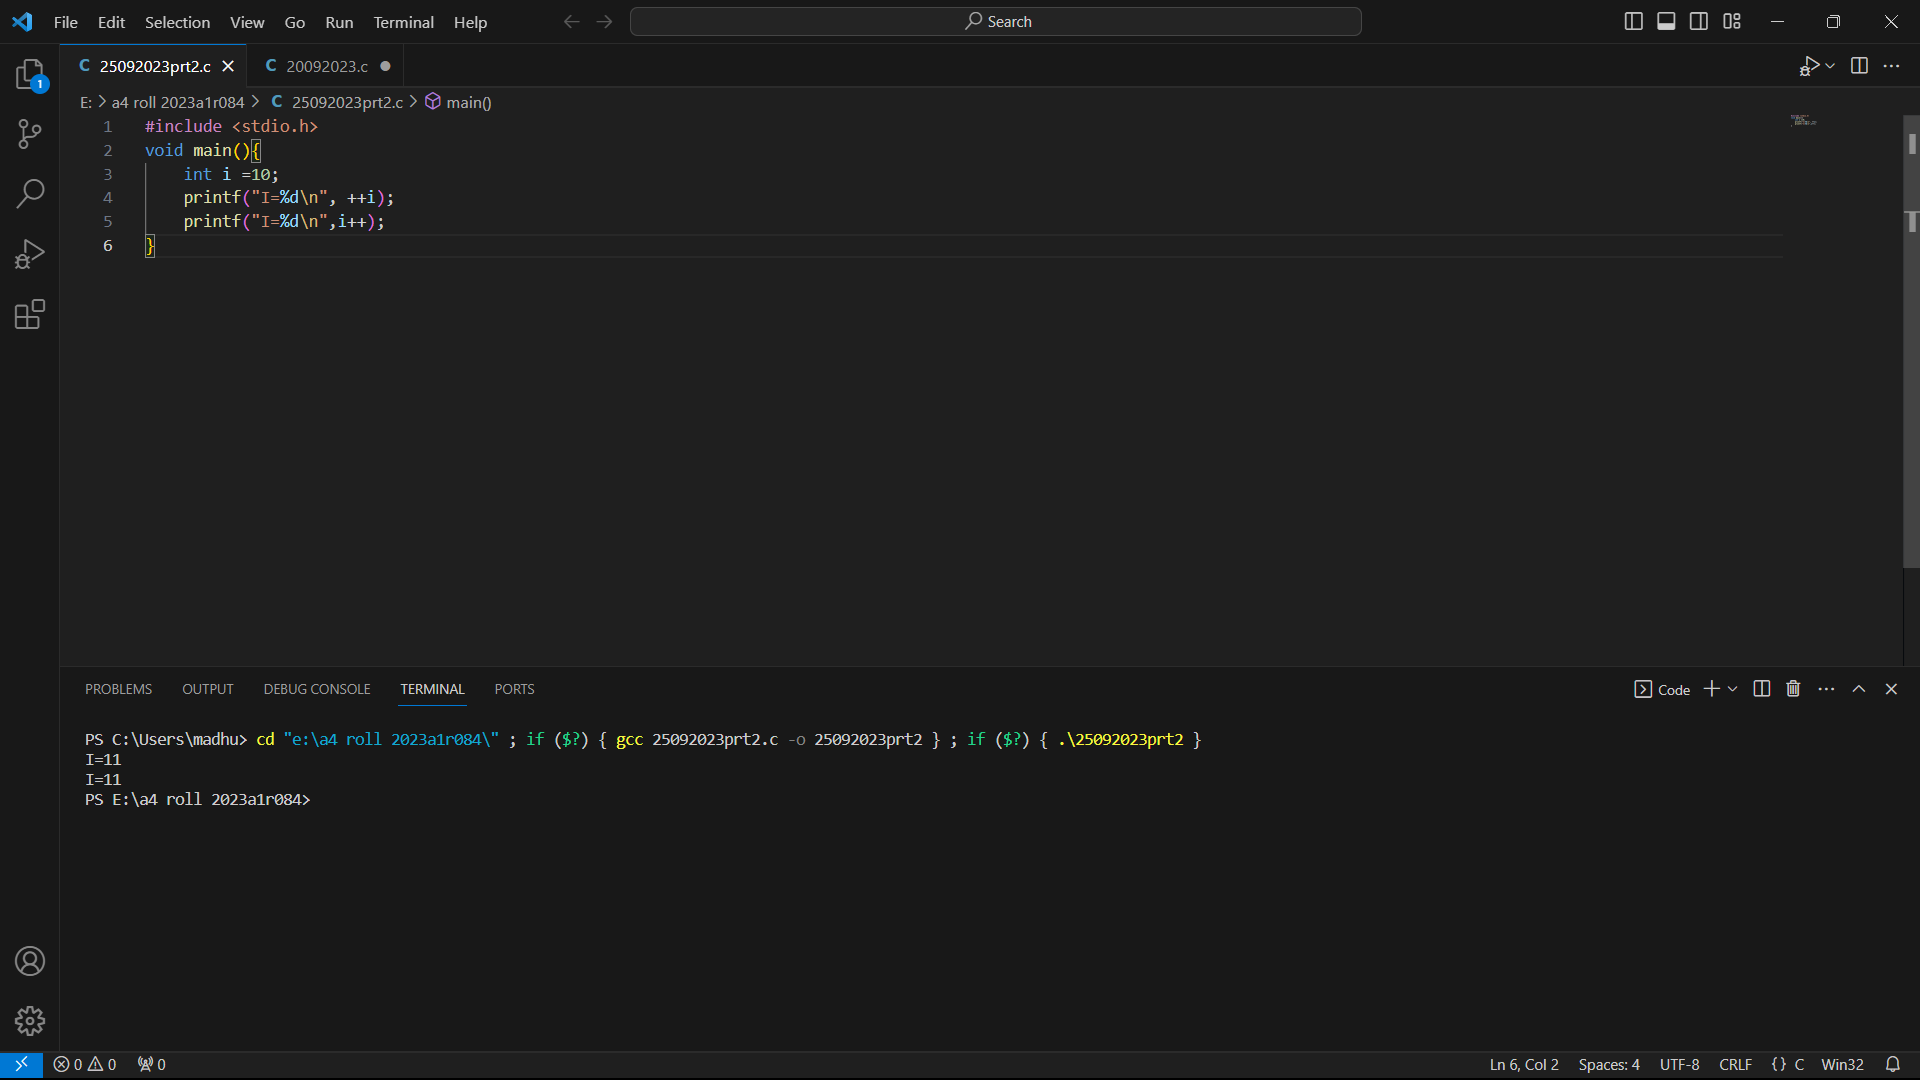 File Edit Selection View Go Run Terminal Help Search
C 25092023prt2.c C 20092023.c
1
E: > a4 roll 2023a1r084 > C 25092023prt2.c > main()
1 #include <stdio.h>
2 void main(){
3 int i =10;
4 printf("I=%d\n", ++i);
5 printf("I=%d\n",i++);
6 }
PROBLEMS OUTPUT DEBUG CONSOLE TERMINAL PORTS Code
PS C:\Users\madhu> cd "e:\a4 roll 2023a1r084\" ; if ($?) { gcc 25092023prt2.c -o 25092023prt2 } ; if ($?) { .\25092023prt2 }
I=11
I=11
PS E:\a4 roll 2023a1r084>
0 0 0 Ln 6, Col 2 Spaces: 4 UTF-8 CRLF {} C Win32